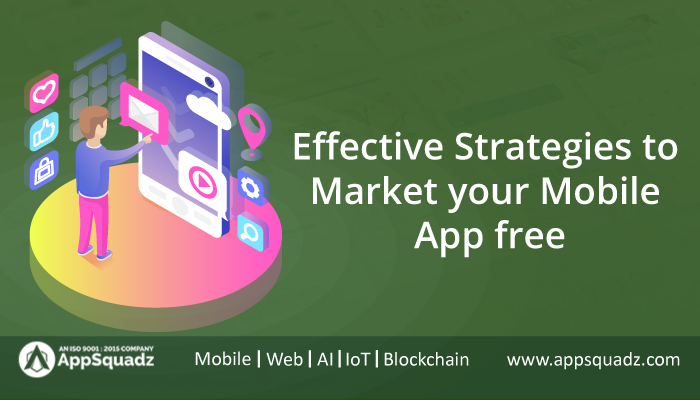 Effective Strategies to
Market your Mobile
App free
AN ISO 9001 : 2015 COMPANY
AppSquadz
Mobile | Web | AI | IoT | Blockchain
www.appsquadz.com